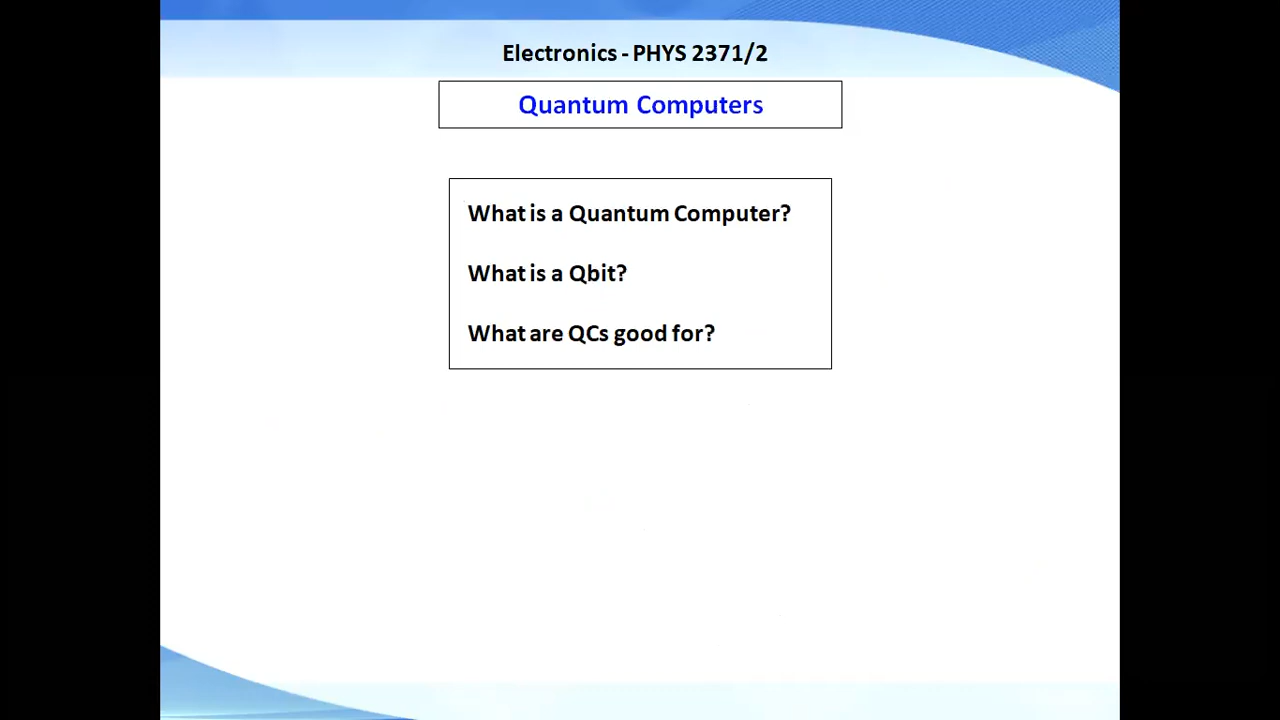 Electronics - PHYS 2371/2
Quantum Computers
What is a Quantum Computer?
What is a Qbit?
What are QCs good for?